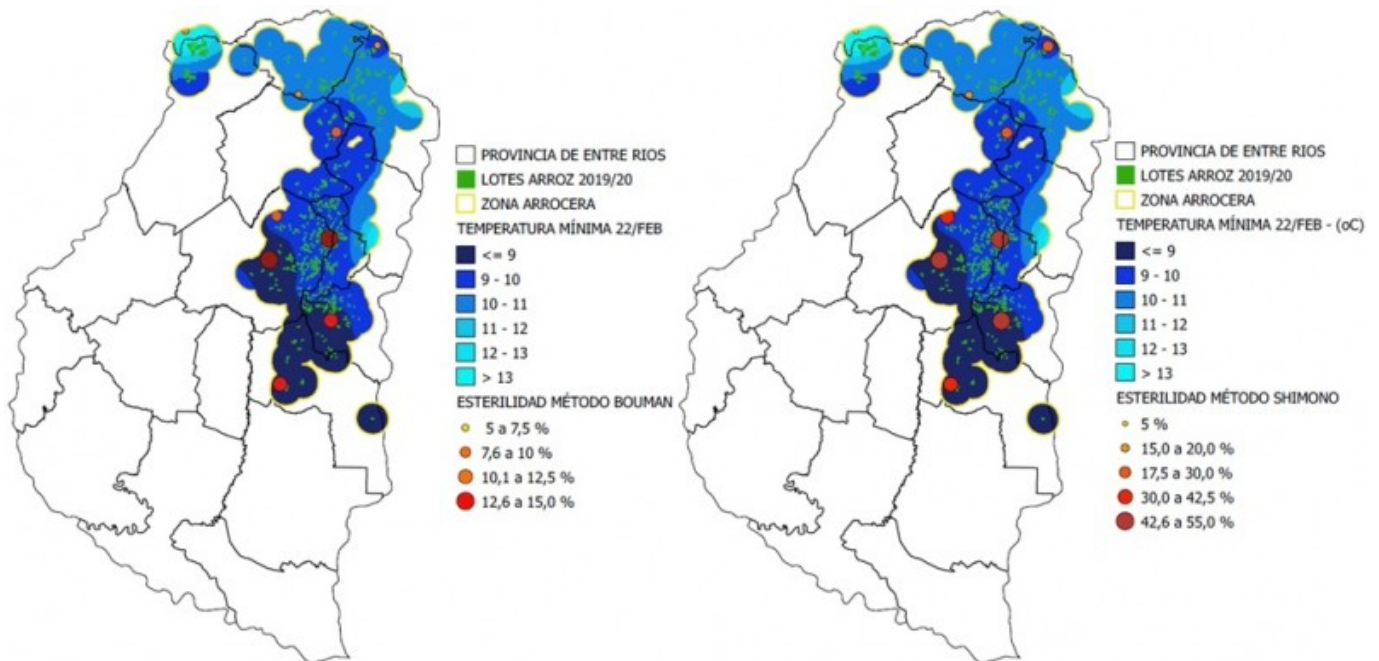 PROVINCIA DE ENTRE RIOS
LOTES ARROZ 2019/20
ZONA ARROCERA
TEMPERATURA MÍNIMA 22/FEB
<= 9
9 - 10
10 - 11
11 - 12
12 - 13
> 13
ESTERILIDAD MÉTODO BOUMAN
5 a 7,5 %
7,6 a 10 %
10,1 a 12,5 %
12,6 a 15,0 %
PROVINCIA DE ENTRE RIOS
LOTES ARROZ 2019/20
ZONA ARROCERA
TEMPERATURA MÍNIMA 22/FEB - (oC)
<= 9
9 - 10
10 - 11
11 - 12
12 - 13
> 13
ESTERILIDAD MÉTODO SHIMONO
5 %
15,0 a 20,0 %
17,5 a 30,0 %
30,0 a 42,5 %
42,6 a 55,0 %